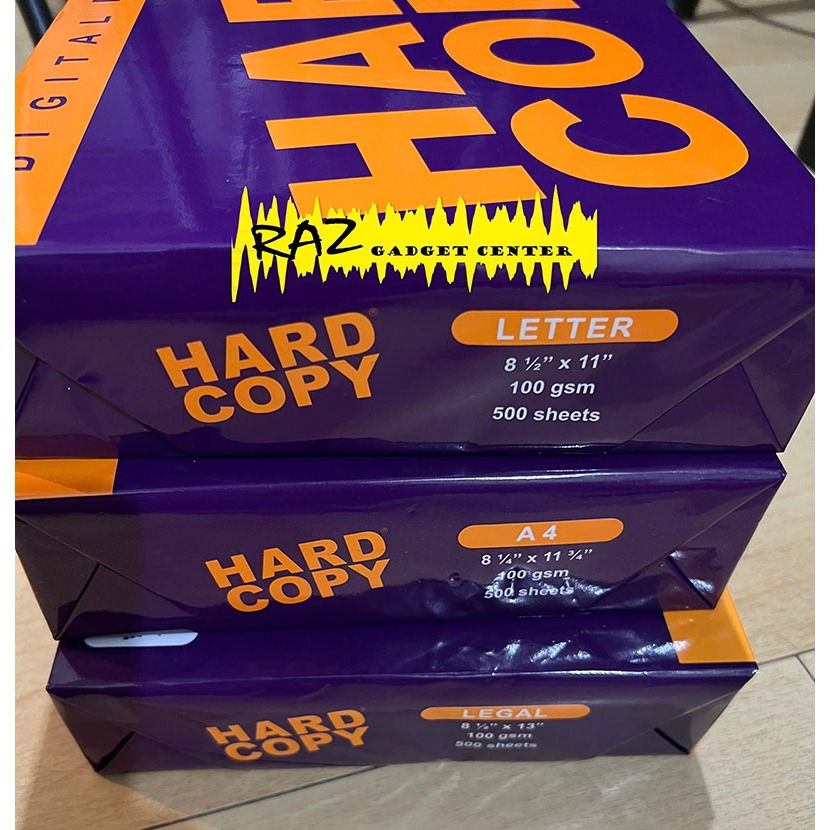 DIGITAL
HARD
COPY
RAZ GADGET CENTER
HARD
COPY®
LETTER
8 ½” x 11”
100 gsm
500 sheets
HARD
COPY
A4
8 ¼” x 11 ¾”
100 gsm
500 sheets
HARD
COPY
LEGAL
8 ½” x 13”
100 gsm
500 sheets